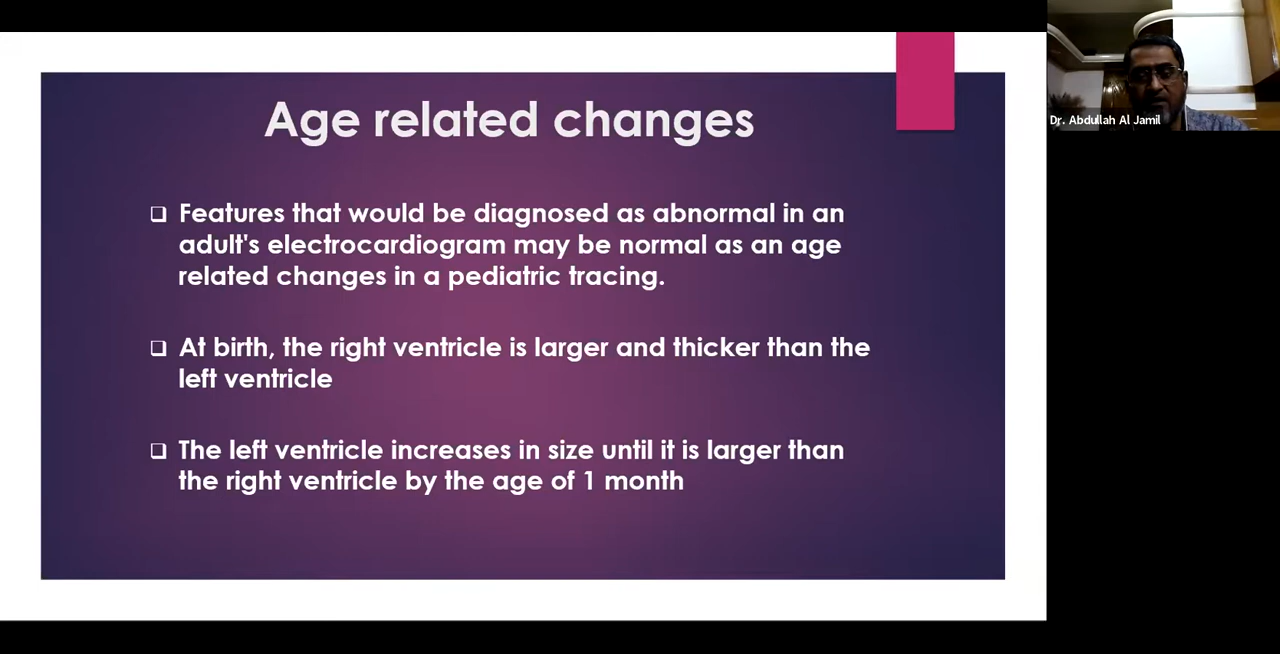 Age related changes
Features that would be diagnosed as abnormal in an
adult's electrocardiogram may be normal as an age
related changes in a pediatric tracing.
At birth, the right ventricle is larger and thicker than the
left ventricle
The left ventricle increases in size until it is larger than
the right ventricle by the age of 1 month
Dr. Abdullah Al Jamil